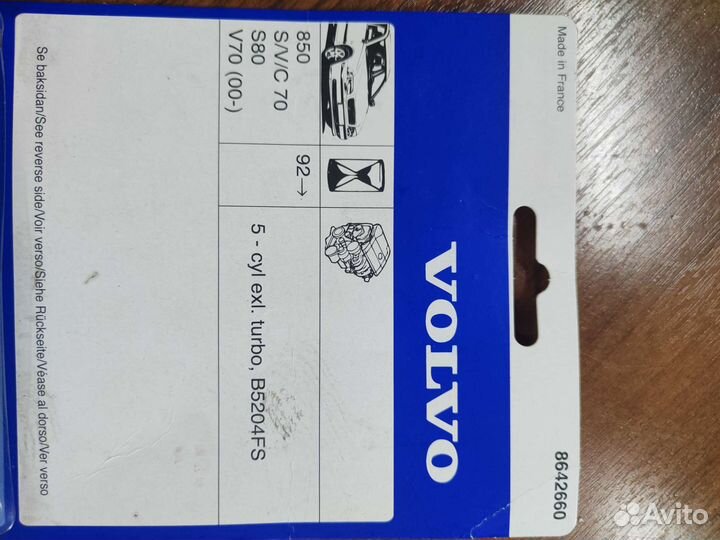 Made in France
8642660
VOLVO
850
S/V/C 70
S80
V70 (00-)
92→
5 - cyl exl. turbo, B5204FS
Se baksidan/See reverse side/Voir verso/Siehe Rückseite/Véase al dorso/Ver verso
Avito